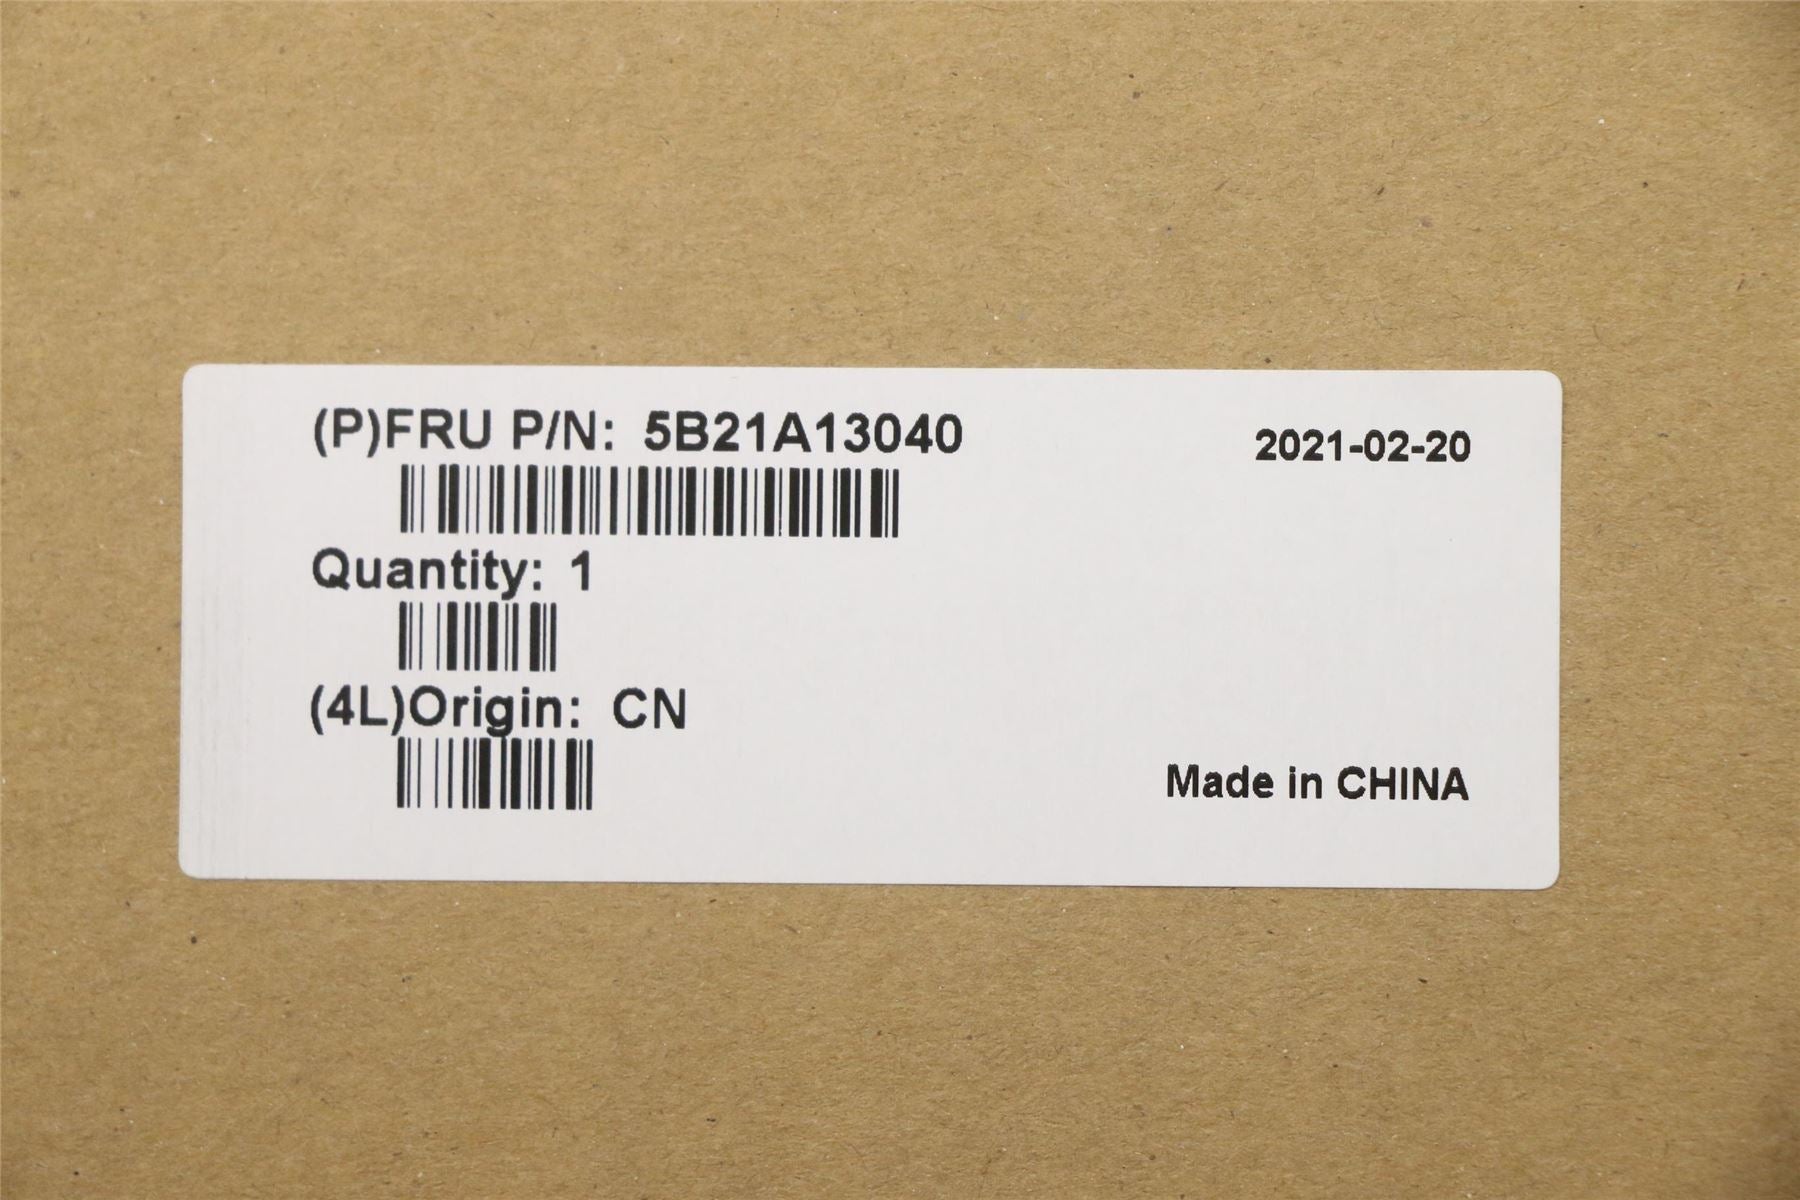 (P)FRU P/N: 5B21A13040
2021-02-20
Quantity: 1
(4L)Origin: CN
Made in CHINA